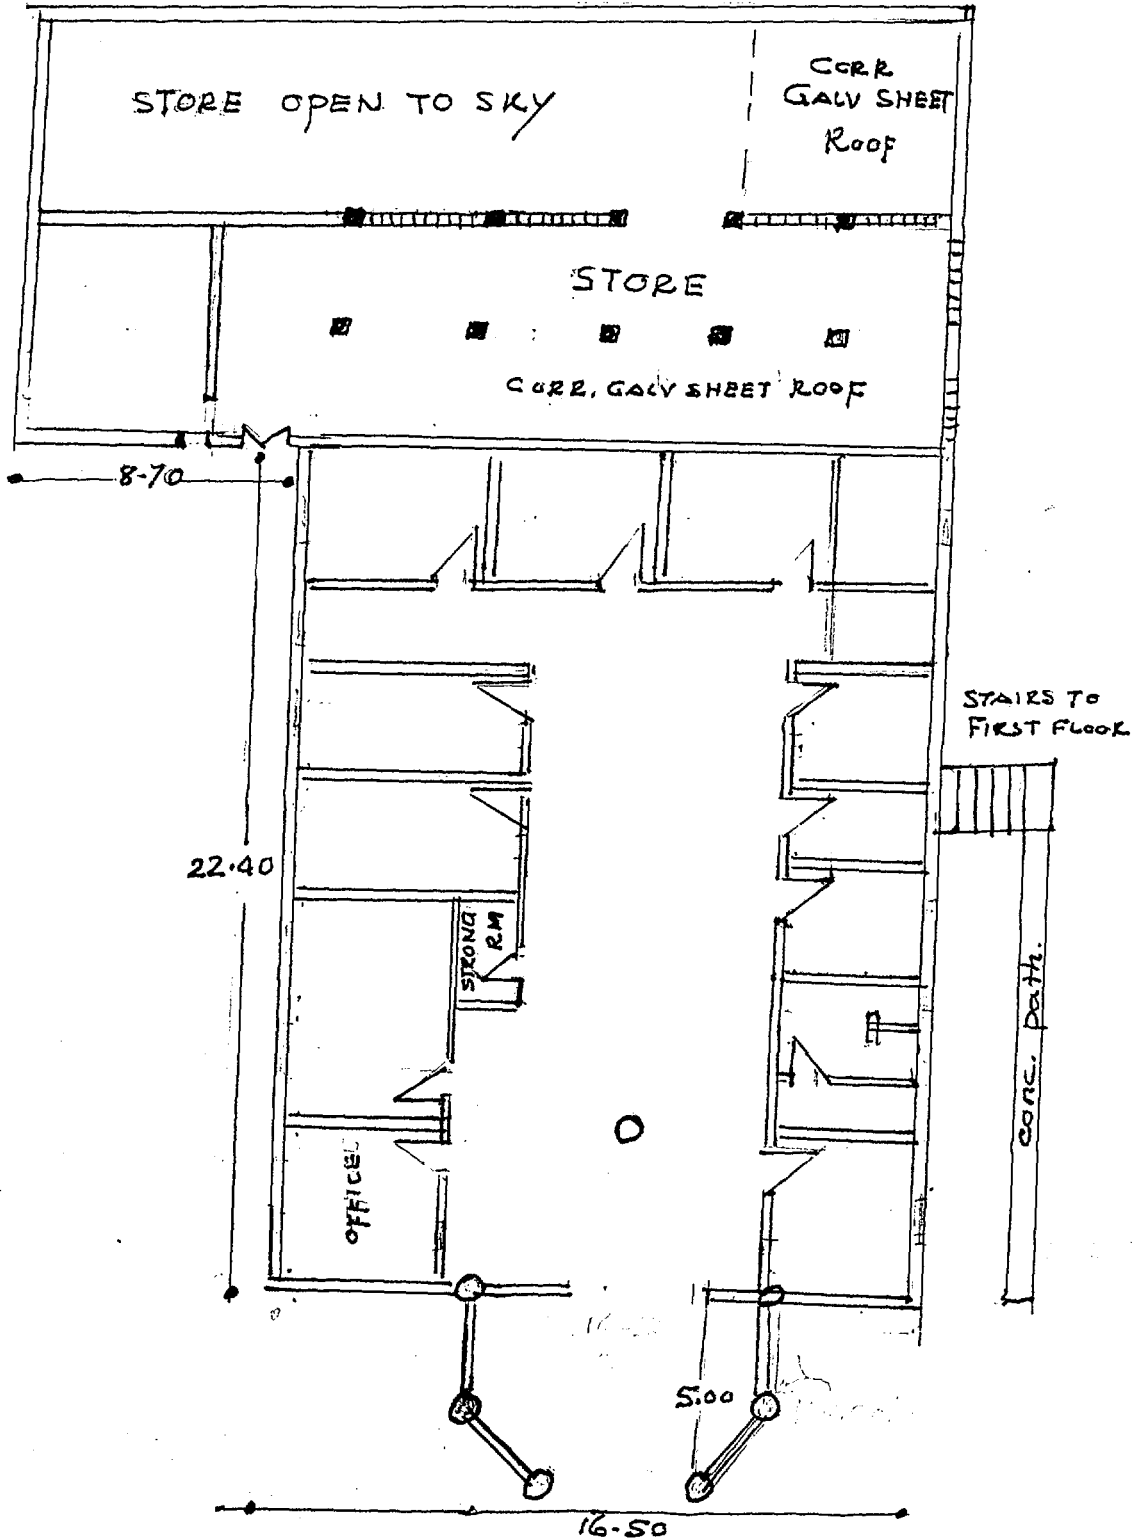 STORE OPEN TO SKY
CORR
GALV SHEET
ROOF
STORE
CORR. GALV SHEET ROOF
8-70
STAIRS TO
FIRST FLOOR
22.40
STRONG
RM
conc. path.
OFFICE
5.00
16-50